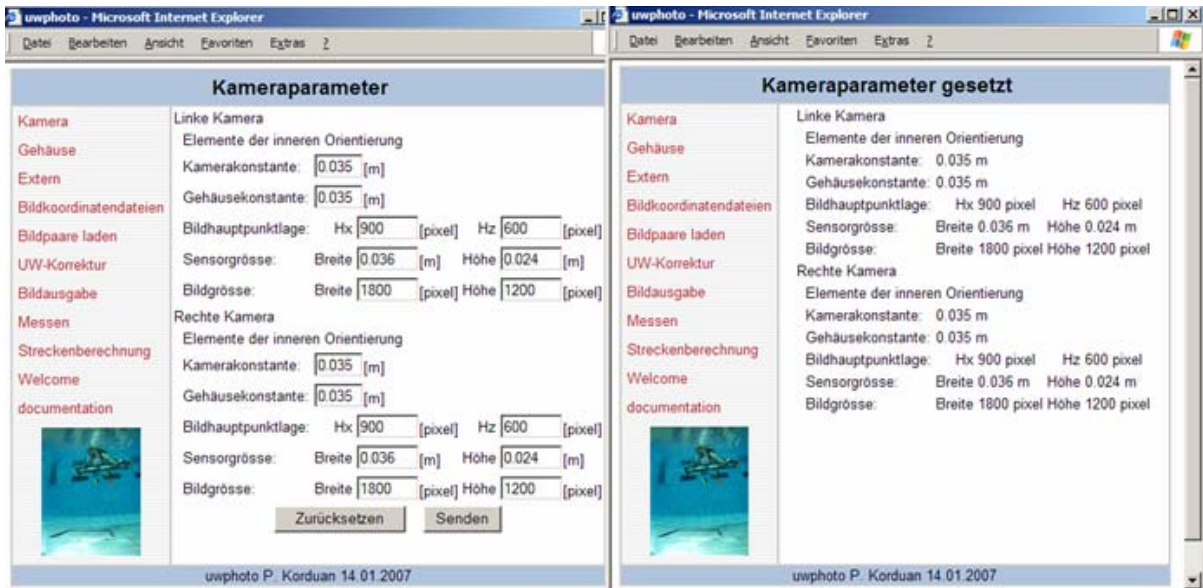 uwphoto - Microsoft Internet Explorer
Datei Bearbeiten Ansicht Favoriten Extras ?
Kameraparameter
Kamera
Gehäuse
Extern
Bildkoordinatendateien
Bildpaare laden
UW-Korrektur
Bildausgabe
Messen
Streckenberechnung
Welcome
documentation
Linke Kamera
Elemente der inneren Orientierung
Kamerakonstante: 0.035 [m]
Gehäusekonstante: 0.035 [m]
Bildhauptpunktlage: Hx 900 [pixel] Hz 600 [pixel]
Sensorgrösse: Breite 0.036 [m] Höhe 0.024 [m]
Bildgrösse: Breite 1800 [pixel] Höhe 1200 [pixel]
Rechte Kamera
Elemente der inneren Orientierung
Kamerakonstante: 0.035 [m]
Gehäusekonstante: 0.035 [m]
Bildhauptpunktlage: Hx 900 [pixel] Hz 600 [pixel]
Sensorgrösse: Breite 0.036 [m] Höhe 0.024 [m]
Bildgrösse: Breite 1800 [pixel] Höhe 1200 [pixel]
Zurücksetzen Senden
uwphoto P. Korduan 14.01.2007
uwphoto - Microsoft Internet Explorer
Datei Bearbeiten Ansicht Favoriten Extras ?
Kameraparameter gesetzt
Kamera
Gehäuse
Extern
Bildkoordinatendateien
Bildpaare laden
UW-Korrektur
Bildausgabe
Messen
Streckenberechnung
Welcome
documentation
Linke Kamera
Elemente der inneren Orientierung
Kamerakonstante: 0.035 m
Gehäusekonstante: 0.035 m
Bildhauptpunktlage: Hx 900 pixel Hz 600 pixel
Sensorgrösse: Breite 0.036 m Höhe 0.024 m
Bildgrösse: Breite 1800 pixel Höhe 1200 pixel
Rechte Kamera
Elemente der inneren Orientierung
Kamerakonstante: 0.035 m
Gehäusekonstante: 0.035 m
Bildhauptpunktlage: Hx 900 pixel Hz 600 pixel
Sensorgrösse: Breite 0.036 m Höhe 0.024 m
Bildgrösse: Breite 1800 pixel Höhe 1200 pixel
uwphoto P. Korduan 14.01.2007